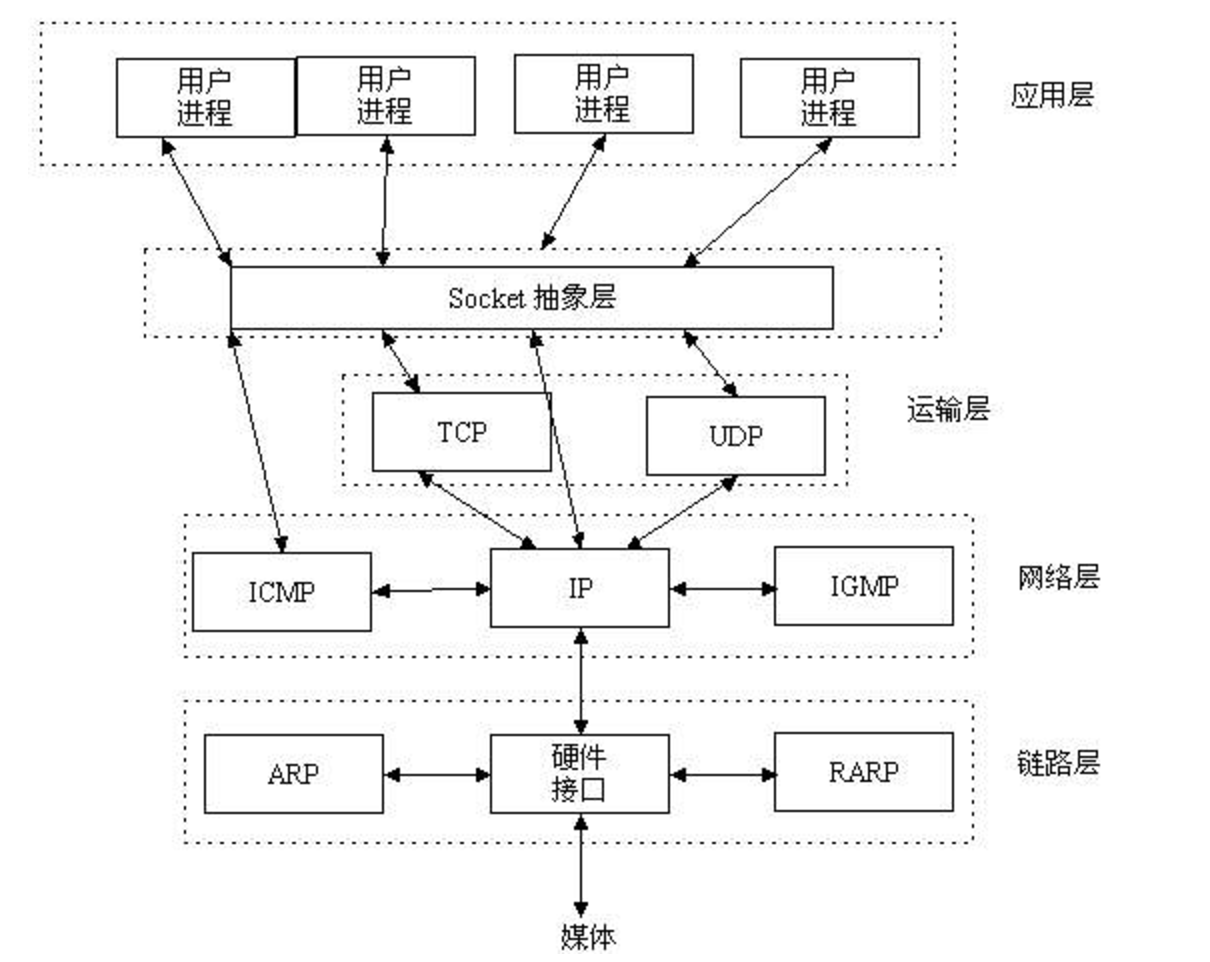 用户
进程
用户
进程
用户
进程
用户
进程
应用层
Socket 抽象层
TCP
UDP
运输层
ICMP
IP
IGMP
网络层
ARP
硬件
接口
RARP
链路层
媒体